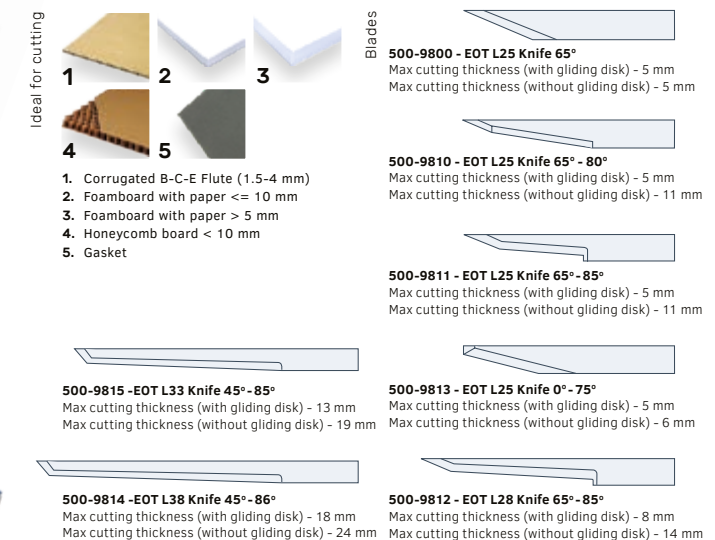 Ideal for cutting
1
2
3
4
5
1. Corrugated B-C-E Flute (1.5-4 mm)
2. Foamboard with paper <= 10 mm
3. Foamboard with paper > 5 mm
4. Honeycomb board < 10 mm
5. Gasket
Blades
500-9800 - EOT L25 Knife 65°
Max cutting thickness (with gliding disk) - 5 mm
Max cutting thickness (without gliding disk) - 5 mm
500-9810 - EOT L25 Knife 65° - 80°
Max cutting thickness (with gliding disk) - 5 mm
Max cutting thickness (without gliding disk) - 11 mm
500-9811 - EOT L25 Knife 65° - 85°
Max cutting thickness (with gliding disk) - 5 mm
Max cutting thickness (without gliding disk) - 11 mm
500-9815 -EOT L33 Knife 45° - 85°
Max cutting thickness (with gliding disk) - 13 mm
Max cutting thickness (without gliding disk) - 19 mm
500-9813 - EOT L25 Knife 0° - 75°
Max cutting thickness (with gliding disk) - 5 mm
Max cutting thickness (without gliding disk) - 6 mm
500-9814 -EOT L38 Knife 45° - 86°
Max cutting thickness (with gliding disk) - 18 mm
Max cutting thickness (without gliding disk) - 24 mm
500-9812 - EOT L28 Knife 65° - 85°
Max cutting thickness (with gliding disk) - 8 mm
Max cutting thickness (without gliding disk) - 14 mm